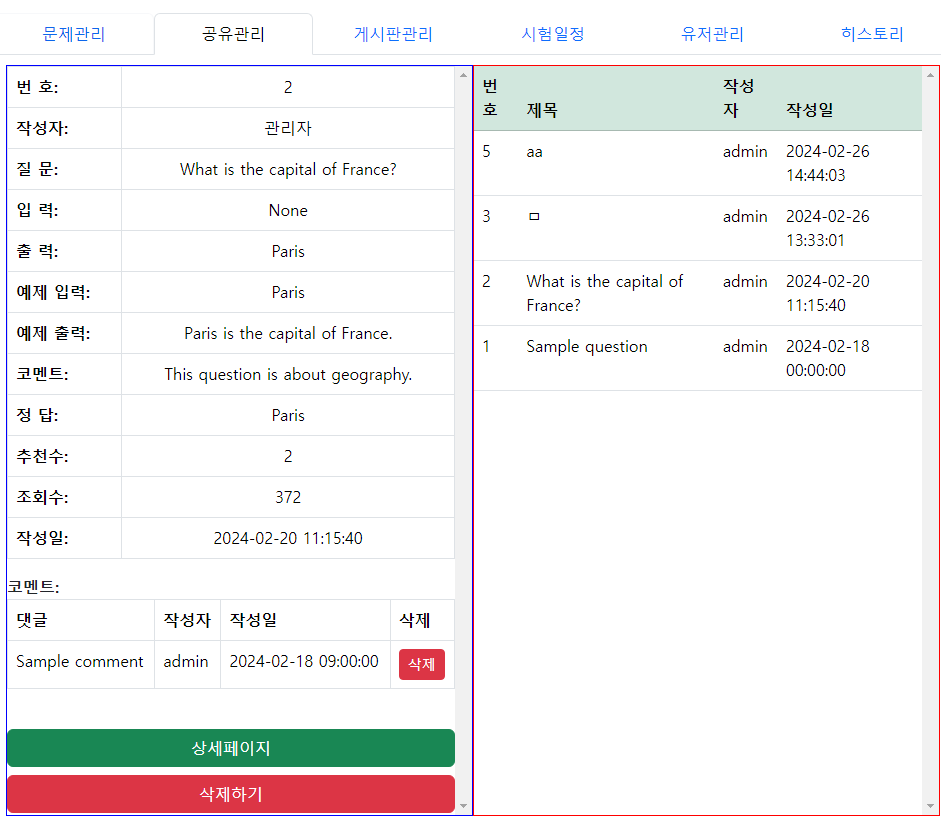 문제관리 공유관리 게시판관리 시험일정 유저관리 히스토리
번 호: 2
작성자: 관리자
질 문: What is the capital of France?
입 력: None
출 력: Paris
예제 입력: Paris
예제 출력: Paris is the capital of France.
코멘트: This question is about geography.
정 답: Paris
추천수: 2
조회수: 372
작성일: 2024-02-20 11:15:40
코멘트:
댓글 작성자 작성일 삭제
Sample comment admin 2024-02-18 09:00:00 삭제
상세페이지
삭제하기
번 작성
호 제목 자 작성일
5 aa admin 2024-02-26
14:44:03
3 ㅁ admin 2024-02-26
13:33:01
2 What is the capital of admin 2024-02-20
France? 11:15:40
1 Sample question admin 2024-02-18
00:00:00